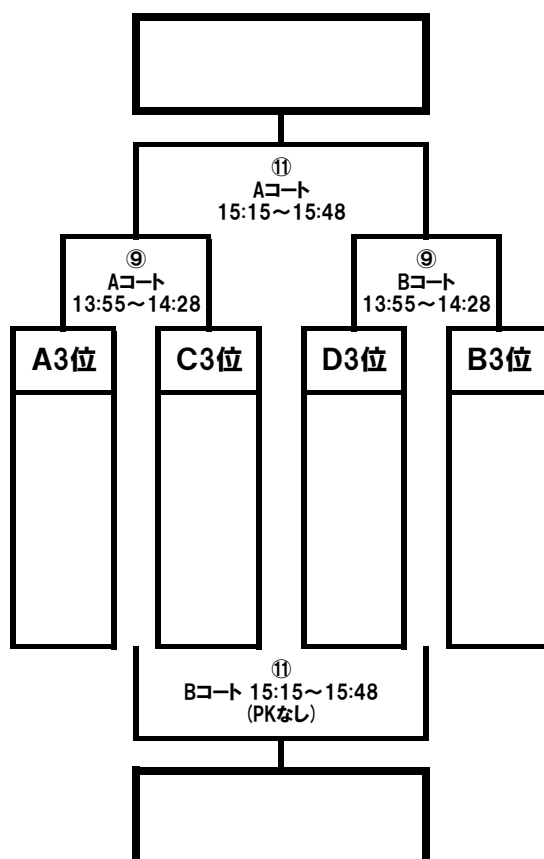 ⑪
Aコート
15:15～15:48
⑨
Aコート
13:55～14:28
⑨
Bコート
13:55～14:28
A3位
C3位
D3位
B3位
⑪
Bコート 15:15～15:48
(PKなし)